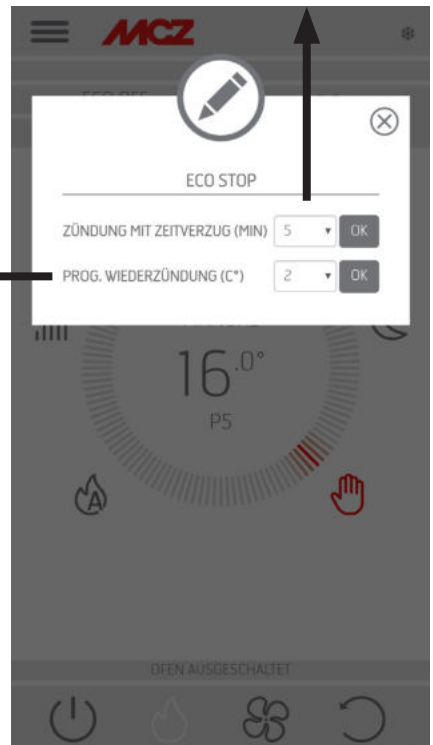 MCZ
ECO STOP
ZÜNDUNG MIT ZEITVERZUG (MIN) 5 OK
PROG. WIEDERZÜNDUNG (C°) 2 OK
16.0°
P5
A
OFEN AUSGESCHALTET